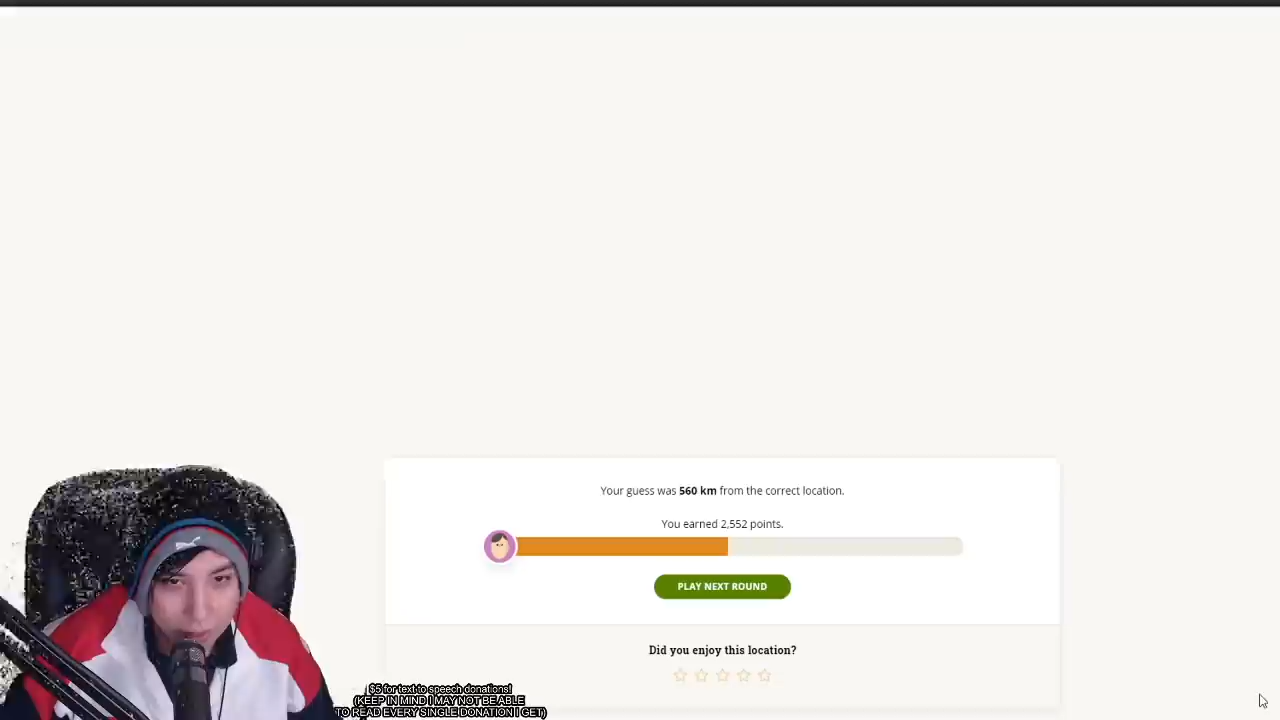 Your guess was 560 km from the correct location.
You earned 2,552 points.
PLAY NEXT ROUND
Did you enjoy this location?
$5 for text to speech donations!
(KEEP IN MIND I MAY NOT BE ABLE
TO READ EVERY SINGLE DONATION I GET)